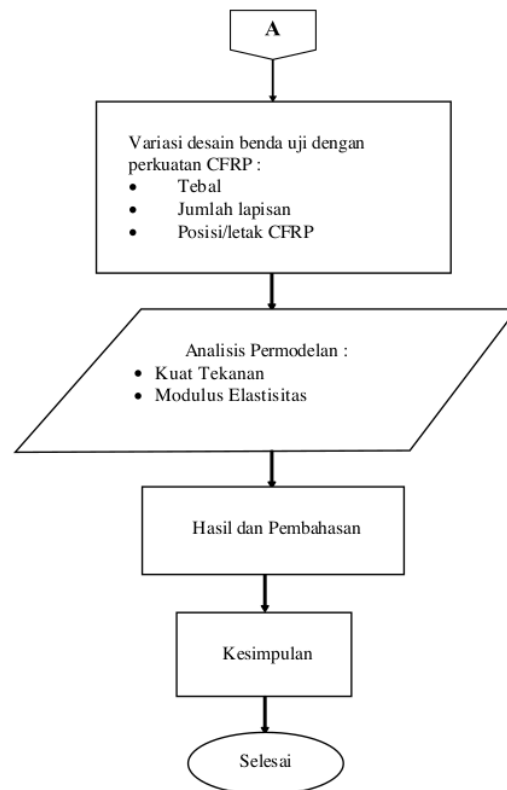 A
Variasi desain benda uji dengan
perkuatan CFRP :
• Tebal
• Jumlah lapisan
• Posisi/letak CFRP
Analisis Permodelan :
• Kuat Tekanan
• Modulus Elastisitas
Hasil dan Pembahasan
Kesimpulan
Selesai